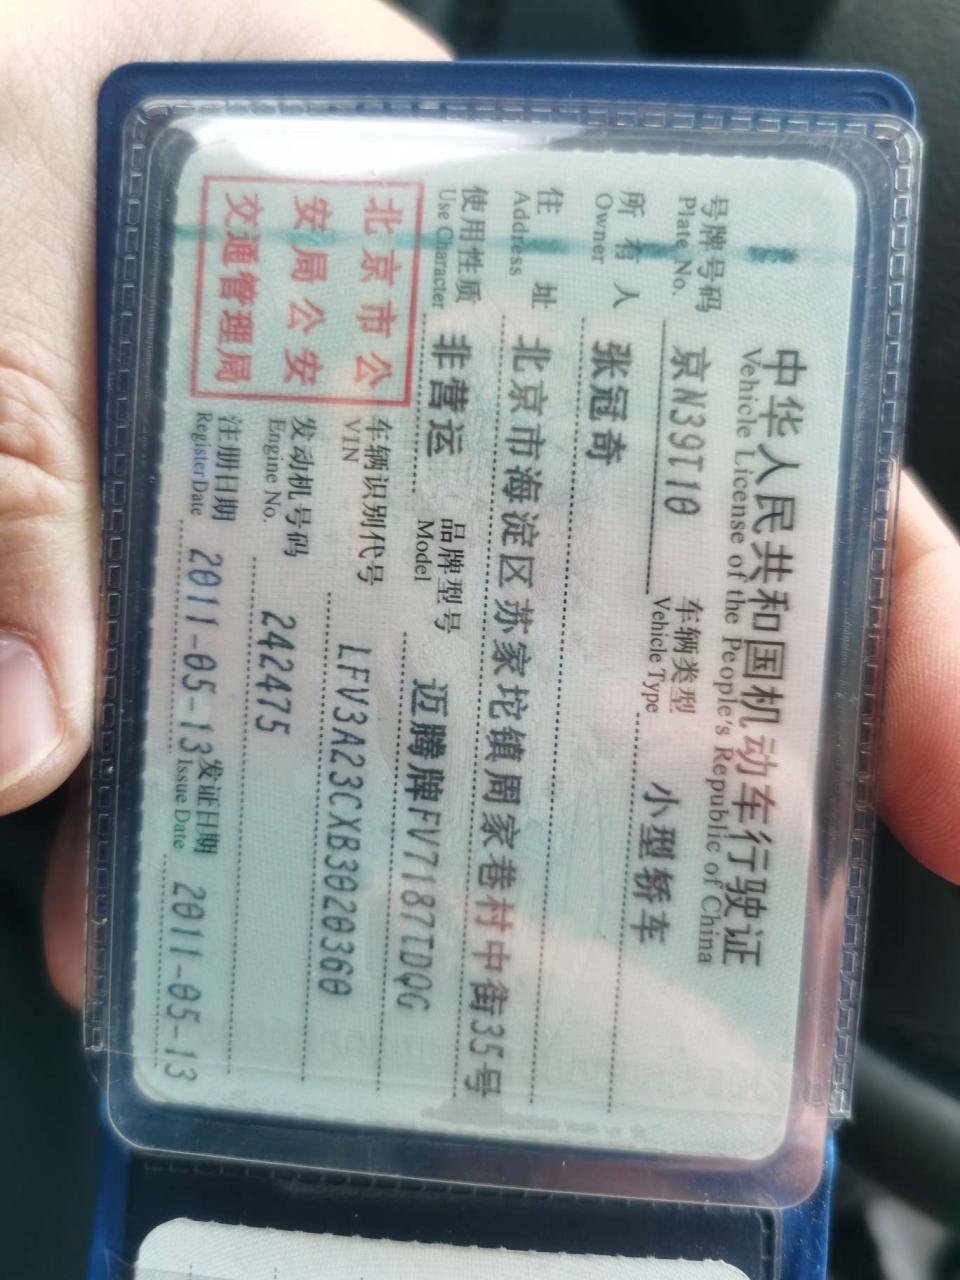 中华人民共和国机动车行驶证
Vehicle License of the People's Republic of China
号牌号码 京N39I10 车辆类型 小型轿车
Plate No. Vehicle Type
所有人 张冠奇
Owner
住址 北京市海淀区苏家坨镇周家巷村中街35号
Address
使用性质 非营运 品牌型号 迈腾牌FV7187TDQG
Use Character Model
北京市公安局公安交通管理局
车辆识别代号 LFV3A23CXB3020360
VIN
发动机号码 242475
Engine No.
注册日期 2011-05-13 发证日期 2011-05-13
Register Date Issue Date